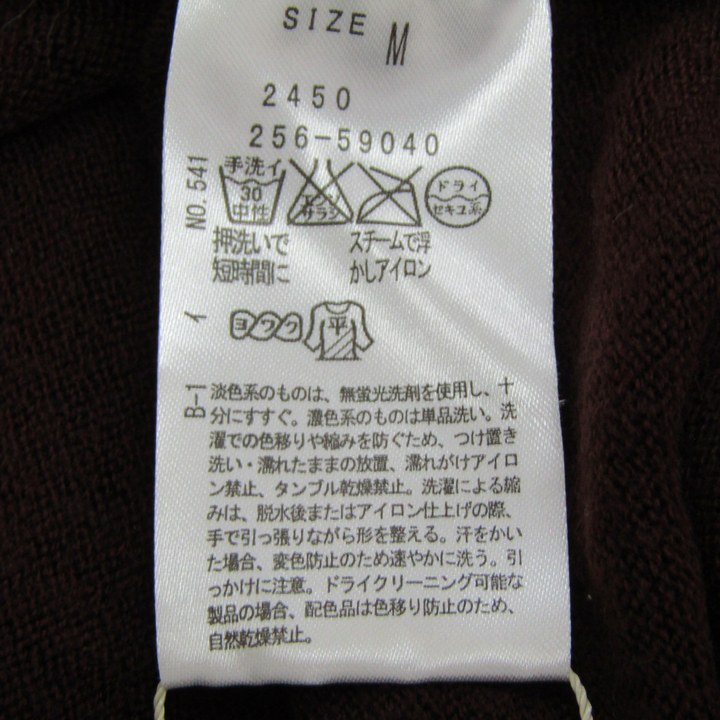 SIZE M
2450
256-59040
NO.541
手洗イ
30
中性
エンソ
サラシ
ドライ
セキユ系
押洗いで
短時間に
スチームで浮
かしアイロン
イ
ヨワク
平
B-1
淡色系のものは、無蛍光洗剤を使用し、十
分にすすぐ。濃色系のものは単品洗い。洗
濯での色移りや縮みを防ぐため、つけ置き
洗い・濡れたままの放置、濡れがけアイロ
ン禁止、タンブル乾燥禁止。洗濯による縮
みは、脱水後またはアイロン仕上げの際、
手で引っ張りながら形を整える。汗をかい
た場合、変色防止のため速やかに洗う。引
っかけに注意。ドライクリーニング可能な
製品の場合、配色品は色移り防止のため、
自然乾燥禁止。